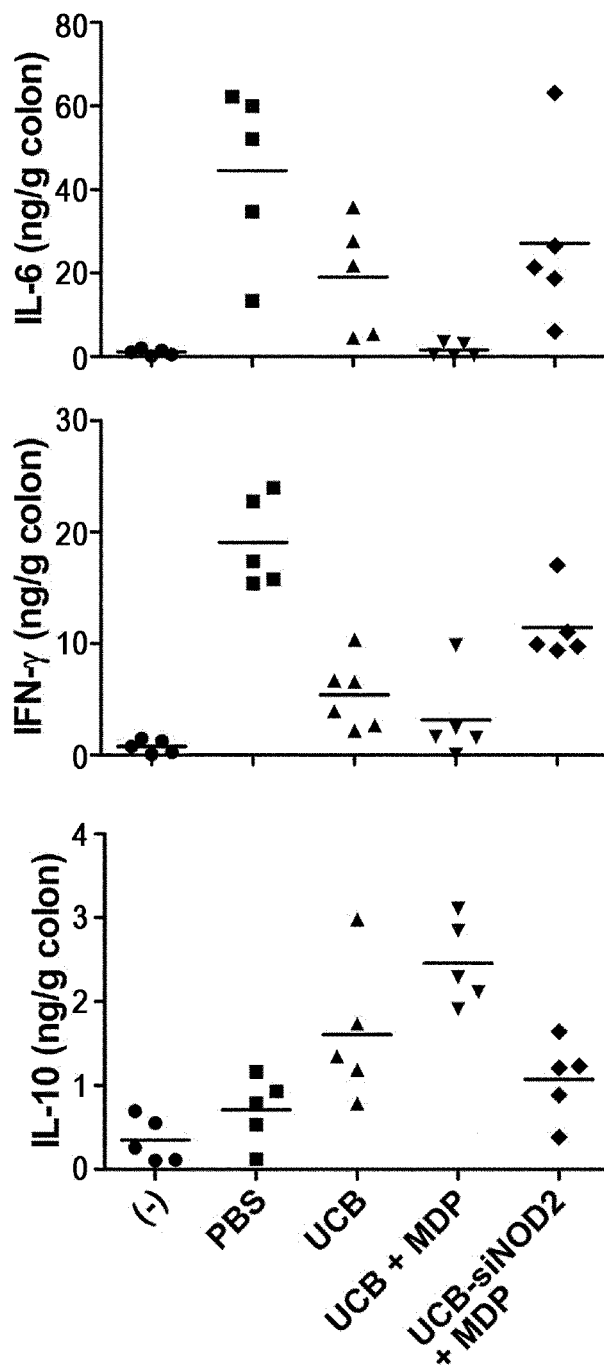 IL-6 (ng/g colon)
80
60
40
20
0
IFN-γ (ng/g colon)
30
20
10
0
IL-10 (ng/g colon)
4
3
2
1
0
(-)
PBS
UCB
UCB + MDP
UCB-siNOD2
+ MDP